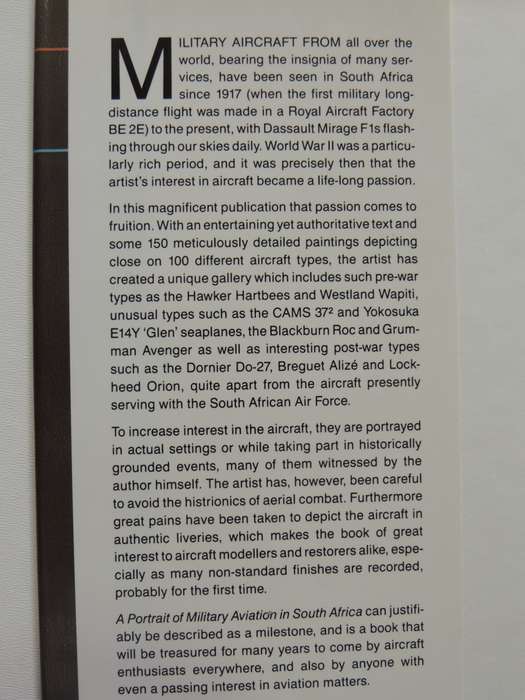 MILITARY AIRCRAFT FROM all over the
world, bearing the insignia of many ser-
vices, have been seen in South Africa
since 1917 (when the first military long-
distance flight was made in a Royal Aircraft Factory
BE 2E) to the present, with Dassault Mirage F1s flash-
ing through our skies daily. World War II was a particu-
larly rich period, and it was precisely then that the
artist's interest in aircraft became a life-long passion.
In this magnificent publication that passion comes to
fruition. With an entertaining yet authoritative text and
some 150 meticulously detailed paintings depicting
close on 100 different aircraft types, the artist has
created a unique gallery which includes such pre-war
types as the Hawker Hartbees and Westland Wapiti,
unusual types such as the CAMS 37² and Yokosuka
E14Y 'Glen' seaplanes, the Blackburn Roc and Grum-
man Avenger as well as interesting post-war types
such as the Dornier Do-27, Breguet Alizé and Lock-
heed Orion, quite apart from the aircraft presently
serving with the South African Air Force.
To increase interest in the aircraft, they are portrayed
in actual settings or while taking part in historically
grounded events, many of them witnessed by the
author himself. The artist has, however, been careful
to avoid the histrionics of aerial combat. Furthermore
great pains have been taken to depict the aircraft in
authentic liveries, which makes the book of great
interest to aircraft modellers and restorers alike, espe-
cially as many non-standard finishes are recorded,
probably for the first time.
A Portrait of Military Aviation in South Africa can justifi-
ably be described as a milestone, and is a book that
will be treasured for many years to come by aircraft
enthusiasts everywhere, and also by anyone with
even a passing interest in aviation matters.